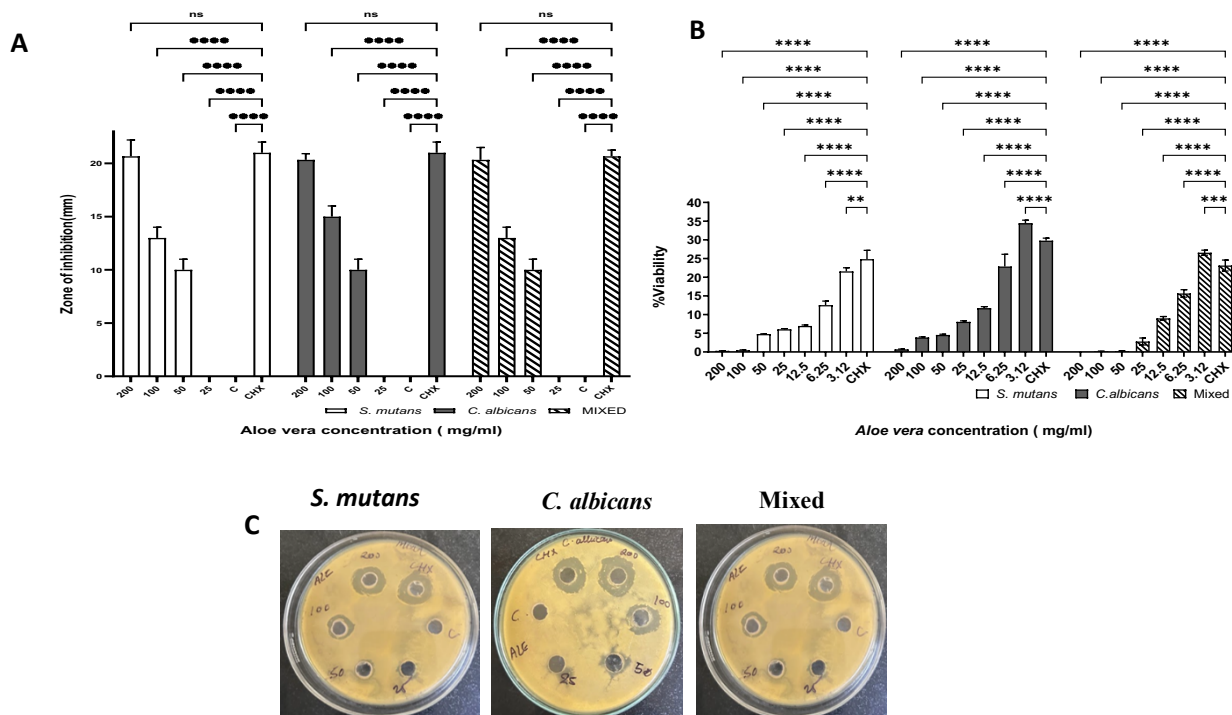 A
ns
ns
ns
****
****
****
****
****
****
****
****
****
****
****
****
Zone of inhibition(mm)
20
15
10
5
0
200 100 50 25 C CHX 200 100 50 25 C CHX 200 100 50 25 C CHX
S. mutans C. albicans MIXED
Aloe vera concentration ( mg/ml)
B
**** **** ****
**** **** ****
**** **** ****
**** **** ****
**** **** ****
**** **** ****
** **** ***
%Viability
40
35
30
25
20
15
10
5
0
200 100 50 25 12.5 6.25 3.12 CHX 200 100 50 25 12.5 6.25 3.12 CHX 200 100 50 25 12.5 6.25 3.12 CHX
S. mutans C.albicans Mixed
Aloe vera concentration ( mg/ml)
C
S. mutans C. albicans Mixed
ALE 200 CHX
100 C
50 25
CHX C-albicans 200
C. 100
ALE 25 50
ALE 200 CHX
100 C
50 25